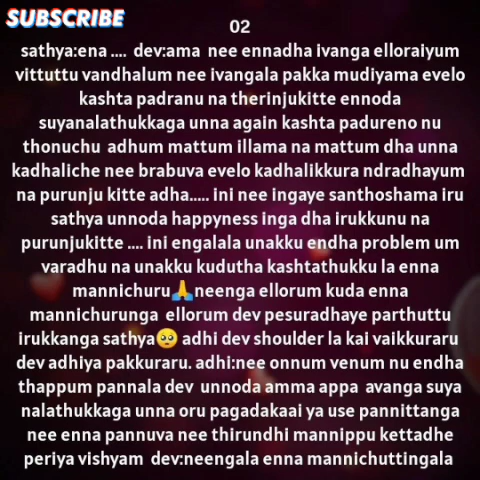 SUBSCRIBE
02
sathya:ena .... dev:ama nee ennadha ivanga elloraiyum
vittuttu vandhalum nee ivangala pakka mudiyama evelo
kashta padranu na therinjukitte ennoda
suyanalathukkaga unna again kashta padureno nu
thonuchu adhum mattum illama na mattum dha unna
kadhaliche nee brabuva evelo kadhalikkura ndradhayum
na purunju kitte adha..... ini nee ingaye santhoshama iru
sathya unnoda happyness inga dha irukkunu na
purunjukitte .... ini engalala unakku endha problem um
varadhu na unakku kudutha kashtathukku la enna
mannichuru🙏neenga ellorum kuda enna
mannichurunga ellorum dev pesuradhaye parthuttu
irukkanga sathya🥺 adhi dev shoulder la kai vaikkuraru
dev adhiya pakkuraru. adhi:nee onnum venum nu endha
thappum pannala dev unnoda amma appa avanga suya
nalathukkaga unna oru pagadakaai ya use pannittanga
nee enna pannuva nee thirundhi mannippu kettadhe
periya vishyam dev:neengala enna mannichuttingala